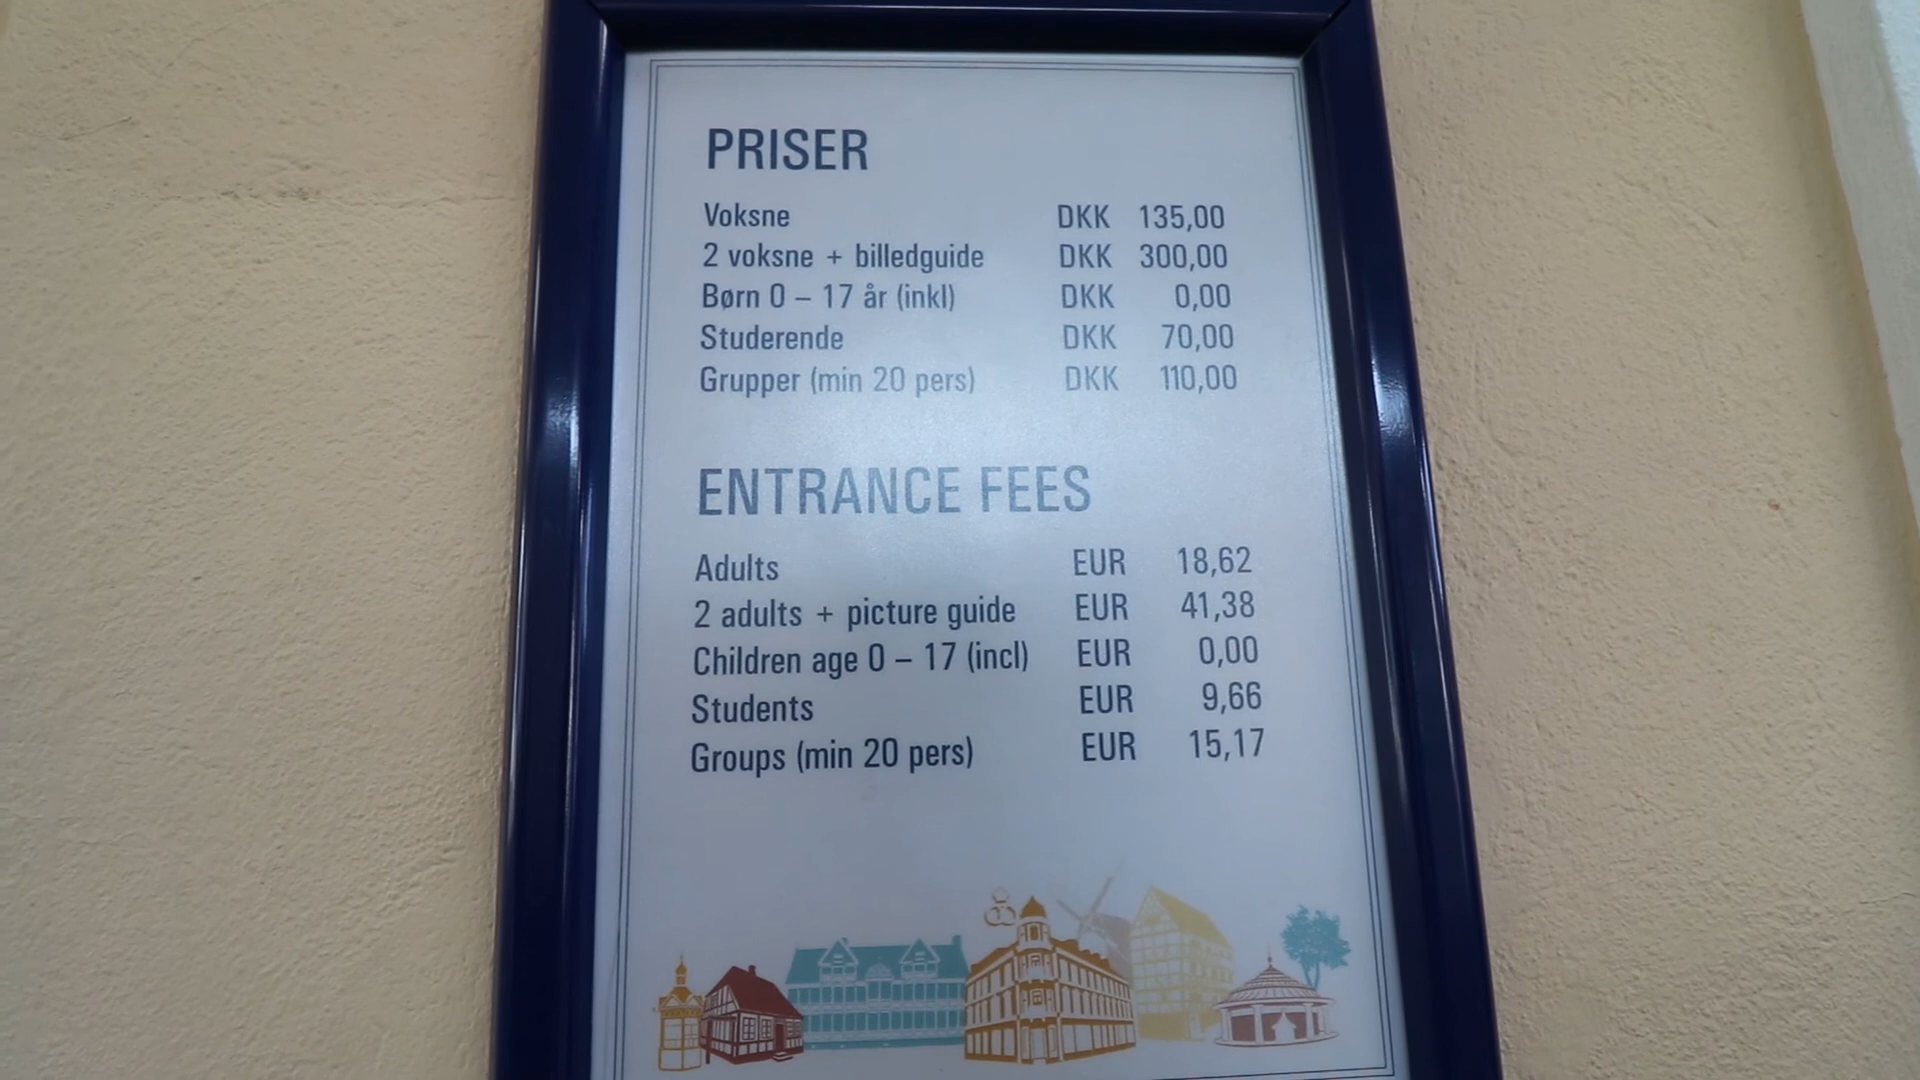 PRISER
Voksne DKK 135,00
2 voksne + billedguide DKK 300,00
Børn 0 – 17 år (inkl) DKK 0,00
Studerende DKK 70,00
Grupper (min 20 pers) DKK 110,00
ENTRANCE FEES
Adults EUR 18,62
2 adults + picture guide EUR 41,38
Children age 0 – 17 (incl) EUR 0,00
Students EUR 9,66
Groups (min 20 pers) EUR 15,17